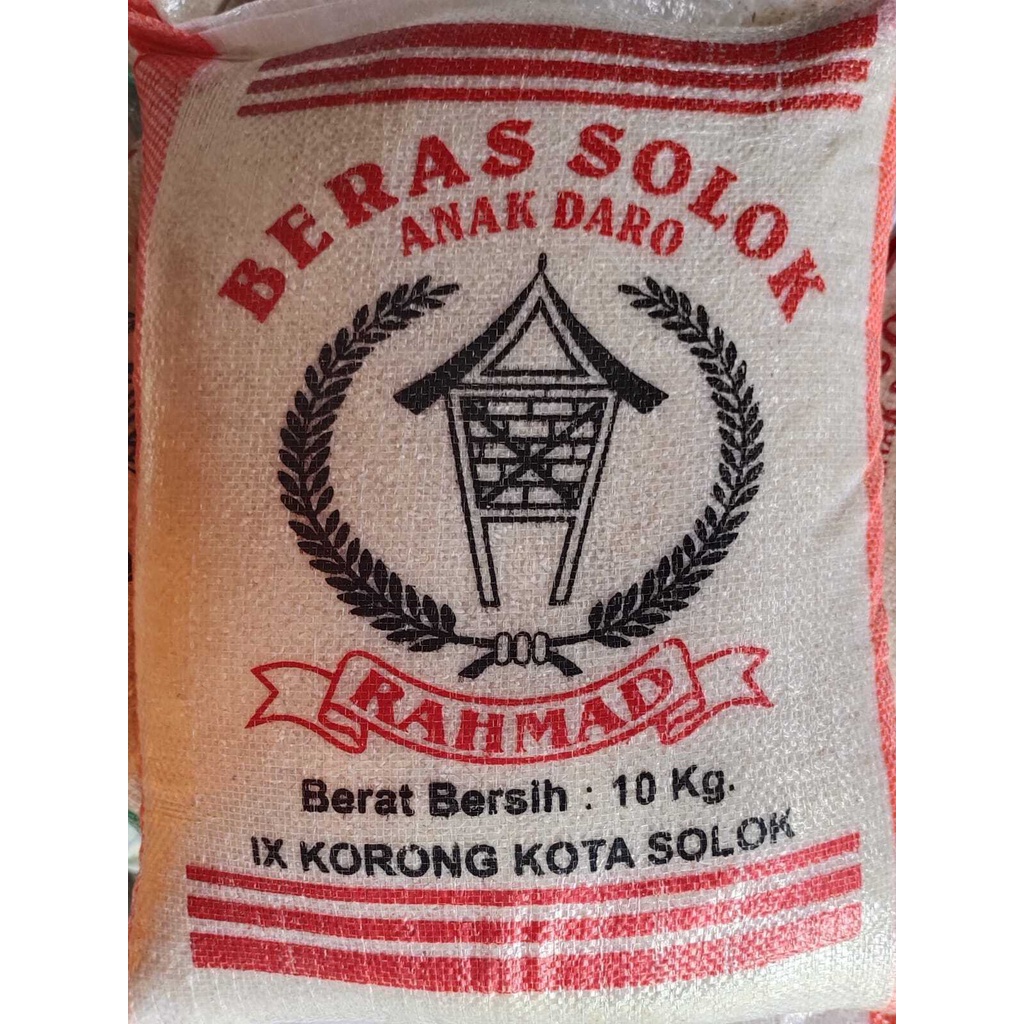 BERAS SOLOK
ANAK DARO
RAHMAD
Berat Bersih : 10 Kg.
IX KORONG KOTA SOLOK